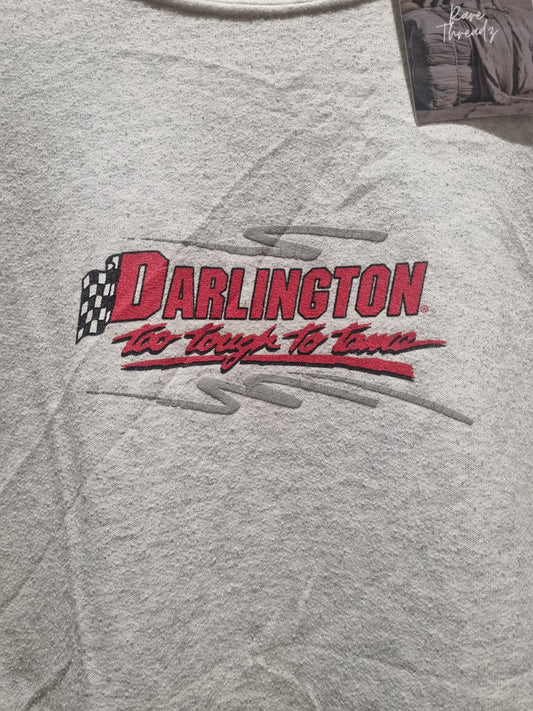 Rare
Threadz
DARLINGTON®
too tough to tame